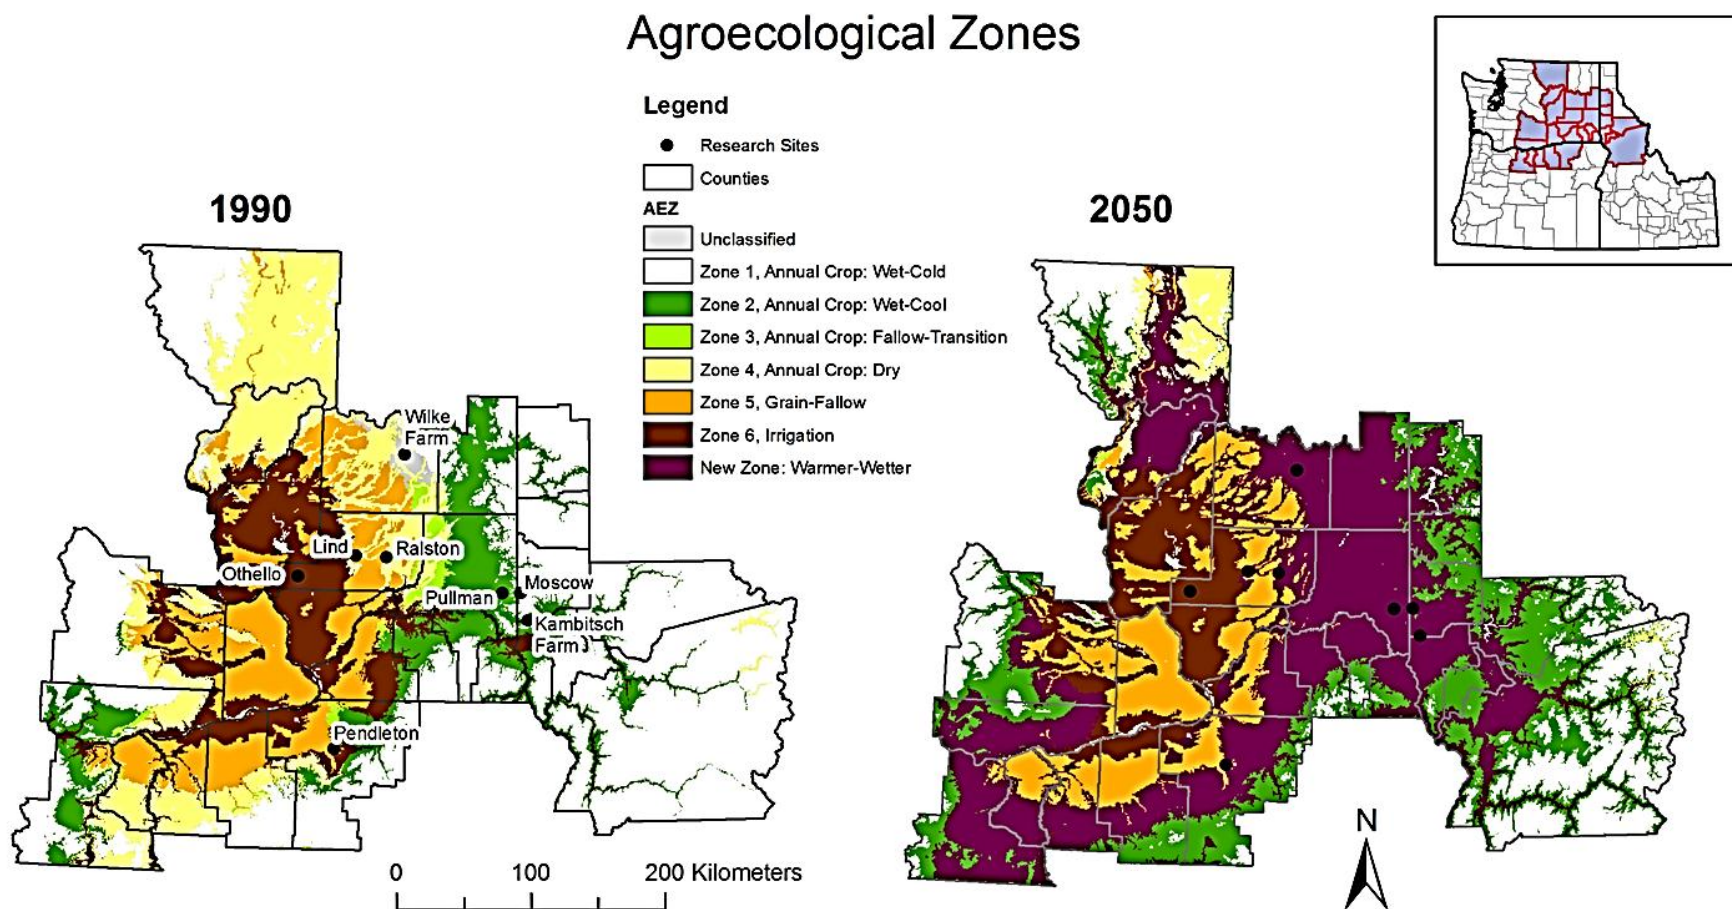 Agroecological Zones
Legend
Research Sites
Counties
AEZ
Unclassified
Zone 1, Annual Crop: Wet-Cold
Zone 2, Annual Crop: Wet-Cool
Zone 3, Annual Crop: Fallow-Transition
Zone 4, Annual Crop: Dry
Zone 5, Grain-Fallow
Zone 6, Irrigation
New Zone: Warmer-Wetter
1990
Wilke
Farm
Lind
Ralston
Othello
Moscow
Pullman
Kambitsch
Farm
Pendleton
0 100 200 Kilometers
2050
N